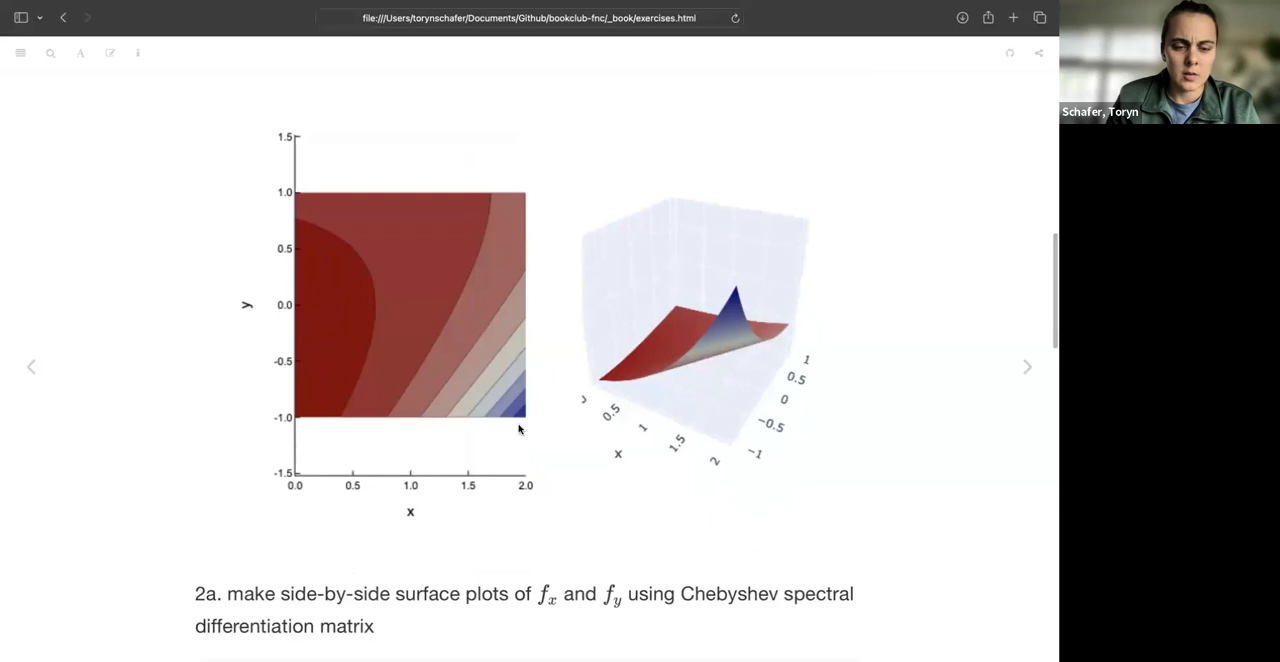 file:///Users/torynschafer/Documents/Github/bookclub-fnc/_book/exercises.html
A
i
Schafer, Toryn
1.5
1.0
0.5
0.0
-0.5
-1.0
-1.5
y
0.0 0.5 1.0 1.5 2.0
x
0.5
1
1.5
2
x
1
0.5
0
−0.5
−1
2a. make side-by-side surface plots of fx and fy using Chebyshev spectral
differentiation matrix